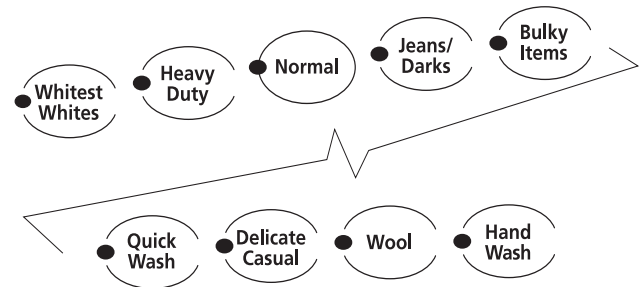 Whitest
Whites
Heavy
Duty
Normal
Jeans/
Darks
Bulky
Items
Quick
Wash
Delicate
Casual
Wool
Hand
Wash